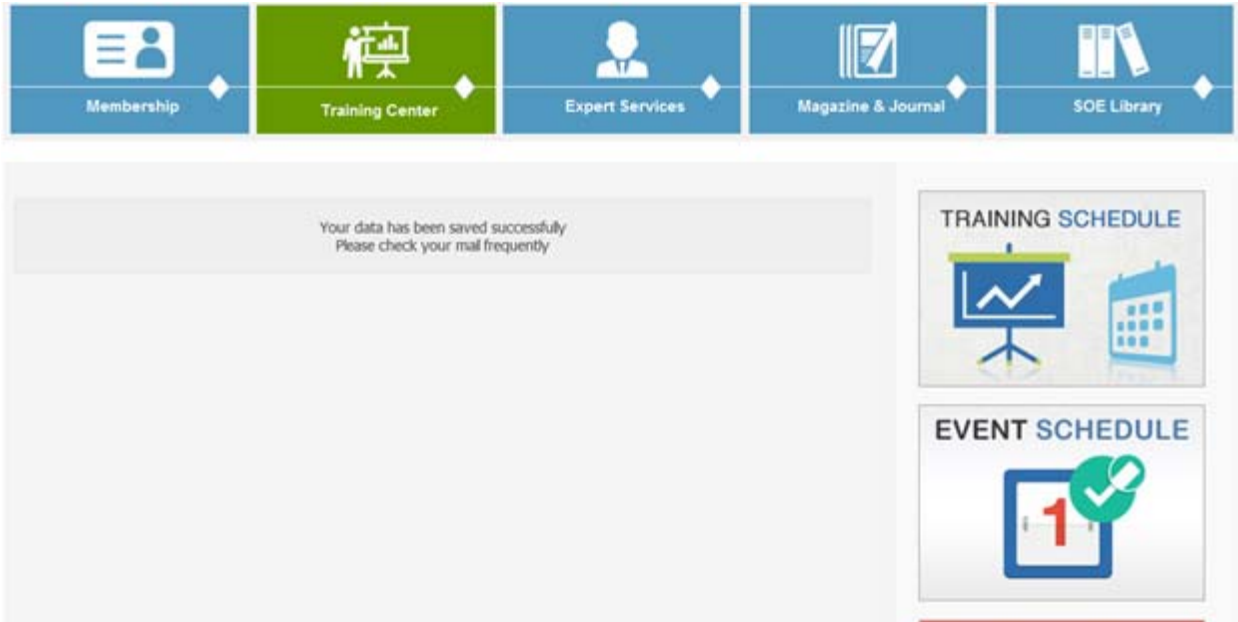 Membership
Training Center
Expert Services
Magazine & Journal
SOE Library
Your data has been saved successfully
Please check your mail frequently
TRAINING SCHEDULE
EVENT SCHEDULE
1